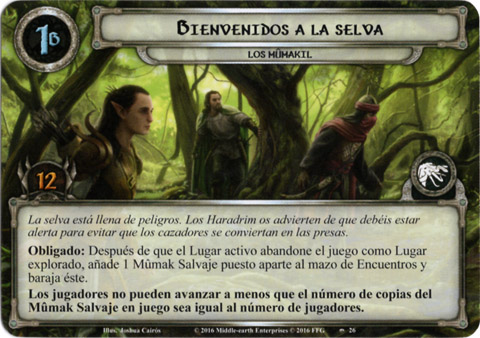 1B
BIENVENIDOS A LA SELVA
LOS MÛMAKIL
12
La selva está llena de peligros. Los Haradrim os advierten de que debéis estar
alerta para evitar que los cazadores se conviertan en las presas.
Obligado: Después de que el Lugar activo abandone el juego como Lugar
explorado, añade 1 Mûmak Salvaje puesto aparte al mazo de Encuentros y
baraja éste.
Los jugadores no pueden avanzar a menos que el número de copias del
Mûmak Salvaje en juego sea igual al número de jugadores.
Illus. Joshua Cairós © 2016 Middle-earth Enterprises © 2016 FFG 26